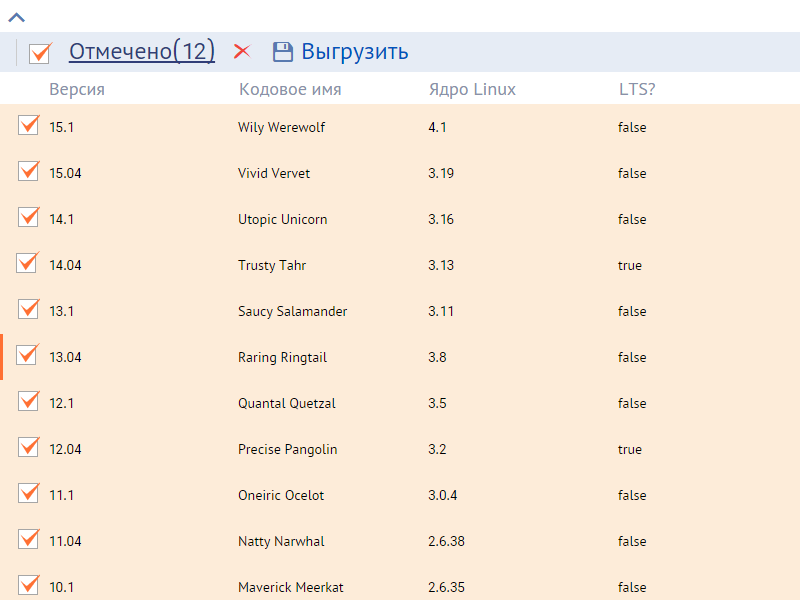 Отмечено(12) Выгрузить
Версия Кодовое имя Ядро Linux LTS?
15.1 Wily Werewolf 4.1 false
15.04 Vivid Vervet 3.19 false
14.1 Utopic Unicorn 3.16 false
14.04 Trusty Tahr 3.13 true
13.1 Saucy Salamander 3.11 false
13.04 Raring Ringtail 3.8 false
12.1 Quantal Quetzal 3.5 false
12.04 Precise Pangolin 3.2 true
11.1 Oneiric Ocelot 3.0.4 false
11.04 Natty Narwhal 2.6.38 false
10.1 Maverick Meerkat 2.6.35 false